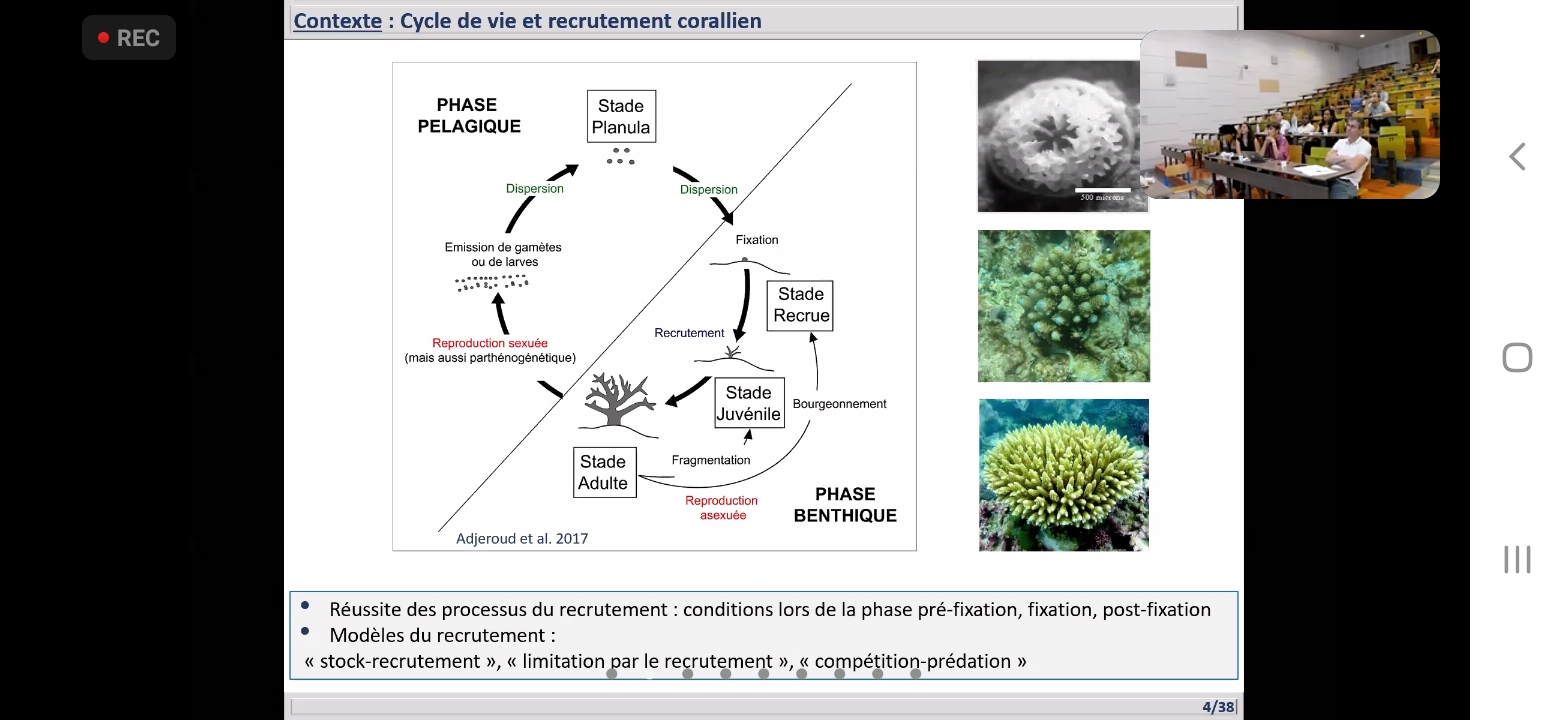 REC
Contexte : Cycle de vie et recrutement corallien
PHASE
PELAGIQUE
Stade
Planula
Dispersion
Dispersion
Emission de gamètes
ou de larves
Fixation
Stade
Recrue
Recrutement
Reproduction sexuée
(mais aussi parthénogénétique)
Stade
Juvénile
Bourgeonnement
Fragmentation
Stade
Adulte
Reproduction
asexuée
PHASE
BENTHIQUE
Adjeroud et al. 2017
500 microns
• Réussite des processus du recrutement : conditions lors de la phase pré-fixation, fixation, post-fixation
• Modèles du recrutement :
« stock-recrutement », « limitation par le recrutement », « compétition-prédation »
4/38